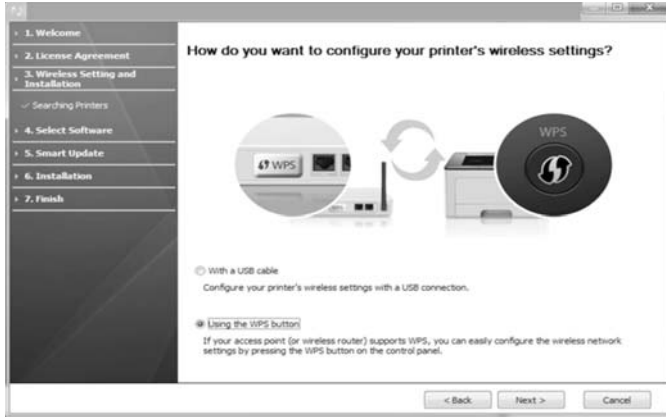 1. Welcome
2. License Agreement
3. Wireless Setting and
Installation
Searching Printers
4. Select Software
5. Smart Update
6. Installation
7. Finish
How do you want to configure your printer's wireless settings?
WPS
WPS
With a USB cable
Configure your printer's wireless settings with a USB connection.
Using the WPS button
If your access point (or wireless router) supports WPS, you can easily configure the wireless network
settings by pressing the WPS button on the control panel.
< Back
Next >
Cancel